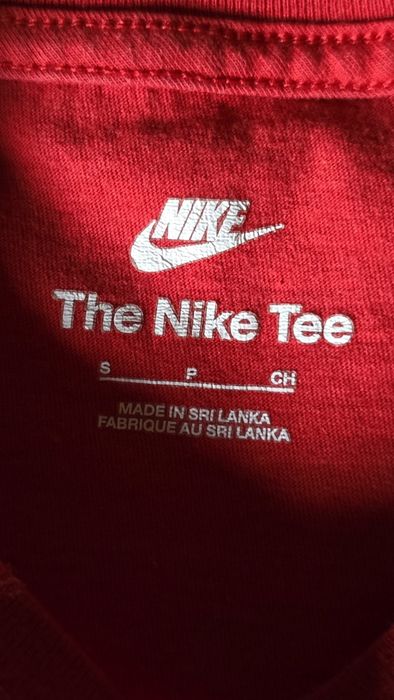 NIKE
The Nike Tee
S P CH
MADE IN SRI LANKA
FABRIQUE AU SRI LANKA